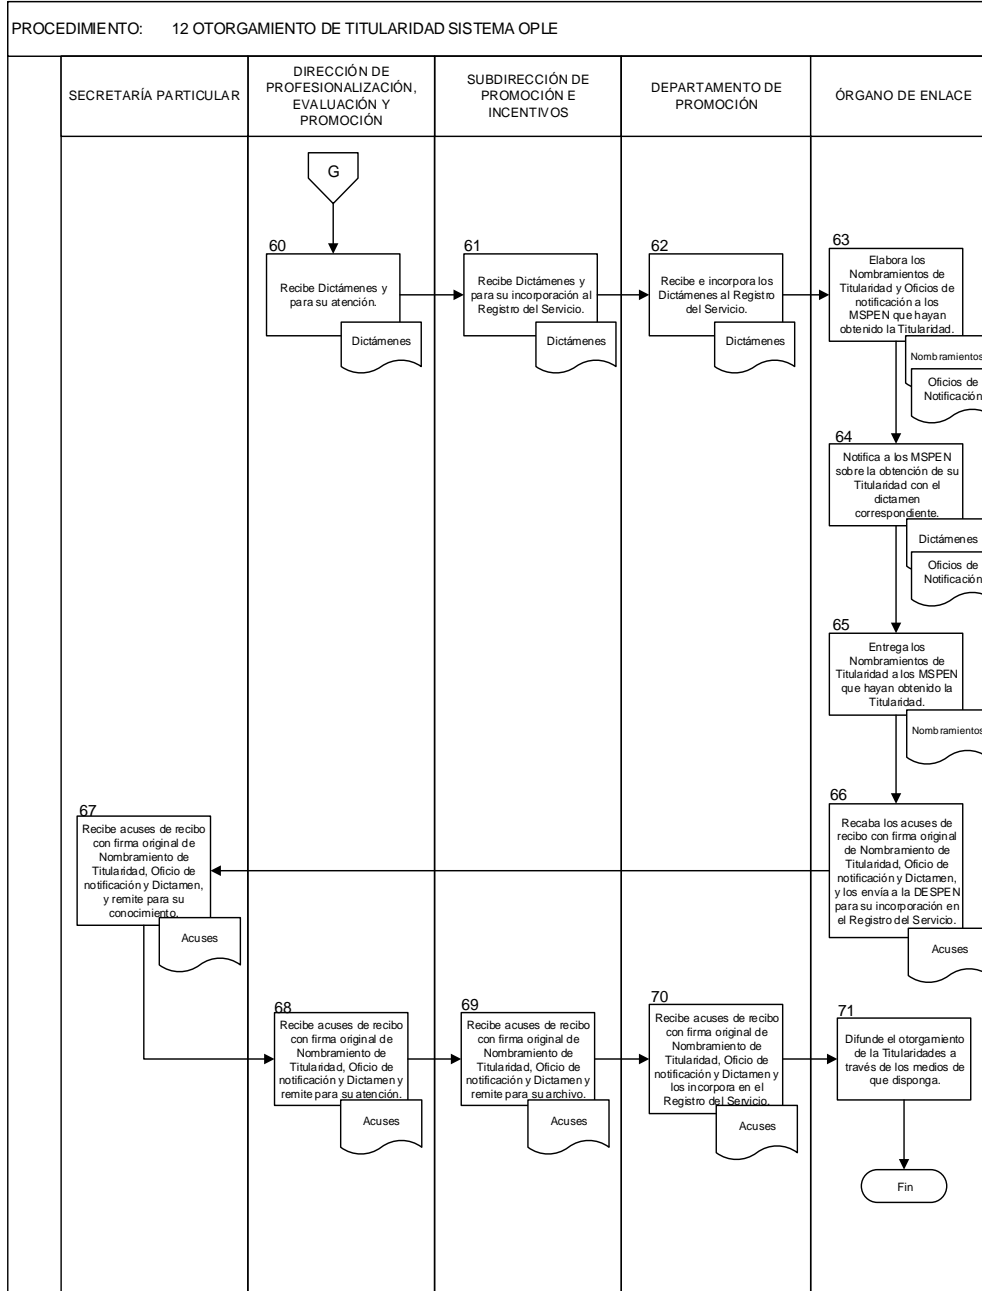 PROCEDIMIENTO: 12 OTORGAMIENTO DE TITULARIDAD SISTEMA OPLE
SECRETARÍA PARTICULAR
DIRECCIÓN DE
PROFESIONALIZACIÓN,
EVALUACIÓN Y
PROMOCIÓN
SUBDIRECCIÓN DE
PROMOCIÓN E
INCENTIVOS
DEPARTAMENTO DE
PROMOCIÓN
ÓRGANO DE ENLACE
G
60
Recibe Dictámenes y
para su atención.
Dictámenes
61
Recibe Dictámenes y
para su incorporación al
Registro del Servicio.
Dictámenes
62
Recibe e incorpora los
Dictámenes al Registro
del Servicio.
Dictámenes
63
Elabora los
Nombramientos de
Titularidad y Oficios de
notificación a los
MSPEN que hayan
obtenido la Titularidad.
Nombramientos
Oficios de
Notificación
64
Notifica a los MSPEN
sobre la obtención de su
Titularidad con el
dictamen
correspondiente.
Dictámenes
Oficios de
Notificación
65
Entrega los
Nombramientos de
Titularidad a los MSPEN
que hayan obtenido la
Titularidad.
Nombramientos
66
Recaba los acuses de
recibo con firma original
de Nombramiento de
Titularidad, Oficio de
notificación y Dictamen,
y los envía a la DESPEN
para su incorporación en
el Registro del Servicio.
Acuses
67
Recibe acuses de recibo
con firma original de
Nombramiento de
Titularidad, Oficio de
notificación y Dictamen,
y remite para su
conocimiento.
Acuses
68
Recibe acuses de recibo
con firma original de
Nombramiento de
Titularidad, Oficio de
notificación y Dictamen y
remite para su atención.
Acuses
69
Recibe acuses de recibo
con firma original de
Nombramiento de
Titularidad, Oficio de
notificación y Dictamen y
remite para su archivo.
Acuses
70
Recibe acuses de recibo
con firma original de
Nombramiento de
Titularidad, Oficio de
notificación y Dictamen y
los incorpora en el
Registro del Servicio.
Acuses
71
Difunde el otorgamiento
de la Titularidades a
través de los medios de
que disponga.
Fin